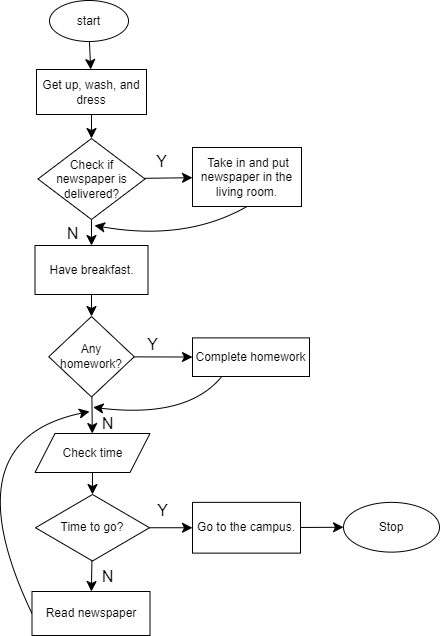 start
Get up, wash, and
dress
Check if
newspaper is
delivered?
Y
Take in and put
newspaper in the
living room.
N
Have breakfast.
Any
homework?
Y
Complete homework
N
Check time
Time to go?
Y
Go to the campus.
Stop
N
Read newspaper